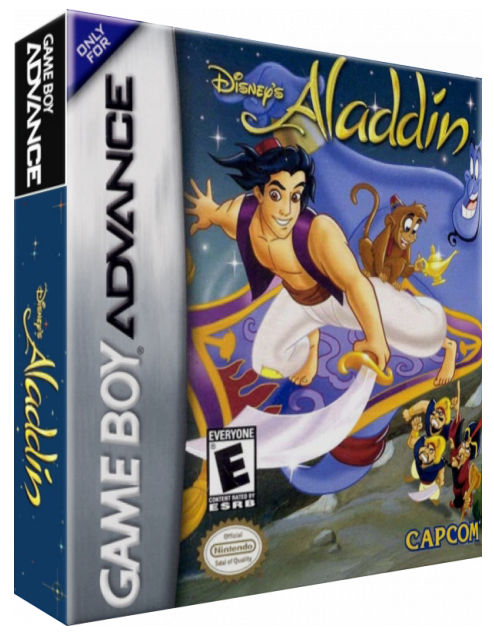 GAME BOY
ADVANCE
Disney's
Aladdin
ONLY
FOR
GAME BOY ADVANCE
Disney's
Aladdin
EVERYONE
E
CONTENT RATED BY
ESRB
Official
Nintendo
Seal of Quality
CAPCOM